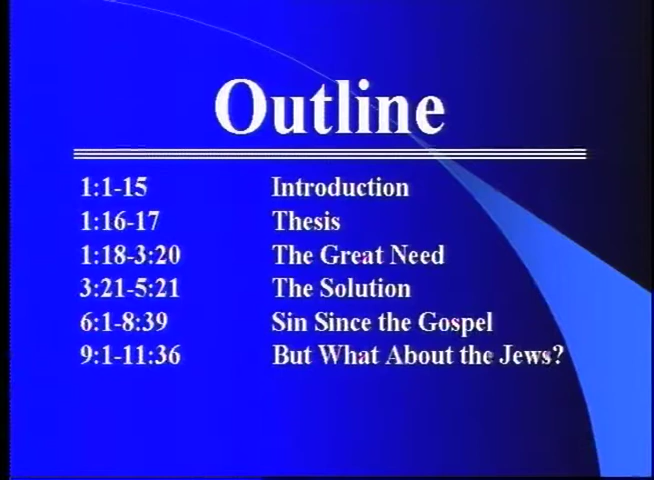 Outline
1:1-15 Introduction
1:16-17 Thesis
1:18-3:20 The Great Need
3:21-5:21 The Solution
6:1-8:39 Sin Since the Gospel
9:1-11:36 But What About the Jews?